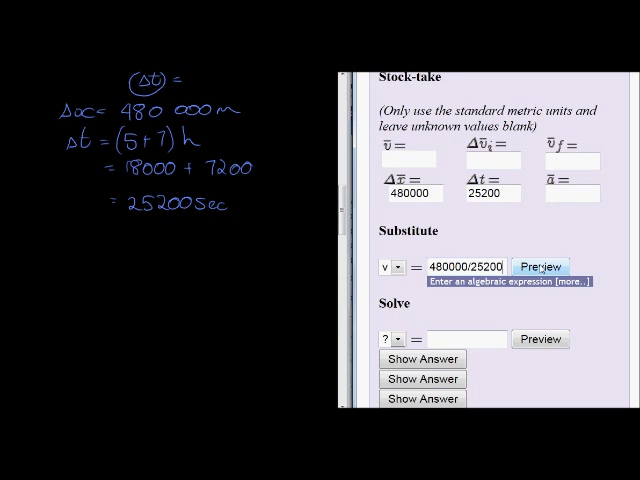 (Δt) =
Δx = 480 000 m
Δt = (5+7) h
= 18000 + 7200
= 25200 sec
Stock-take
(Only use the standard metric units and
leave unknown values blank)
v̄ = Δv̄ᵢ = v̄f =
Δx̄ = Δt = ā =
480000 25200
Substitute
v = 480000/25200 Preview
Enter an algebraic expression [more..]
Solve
? = Preview
Show Answer
Show Answer
Show Answer